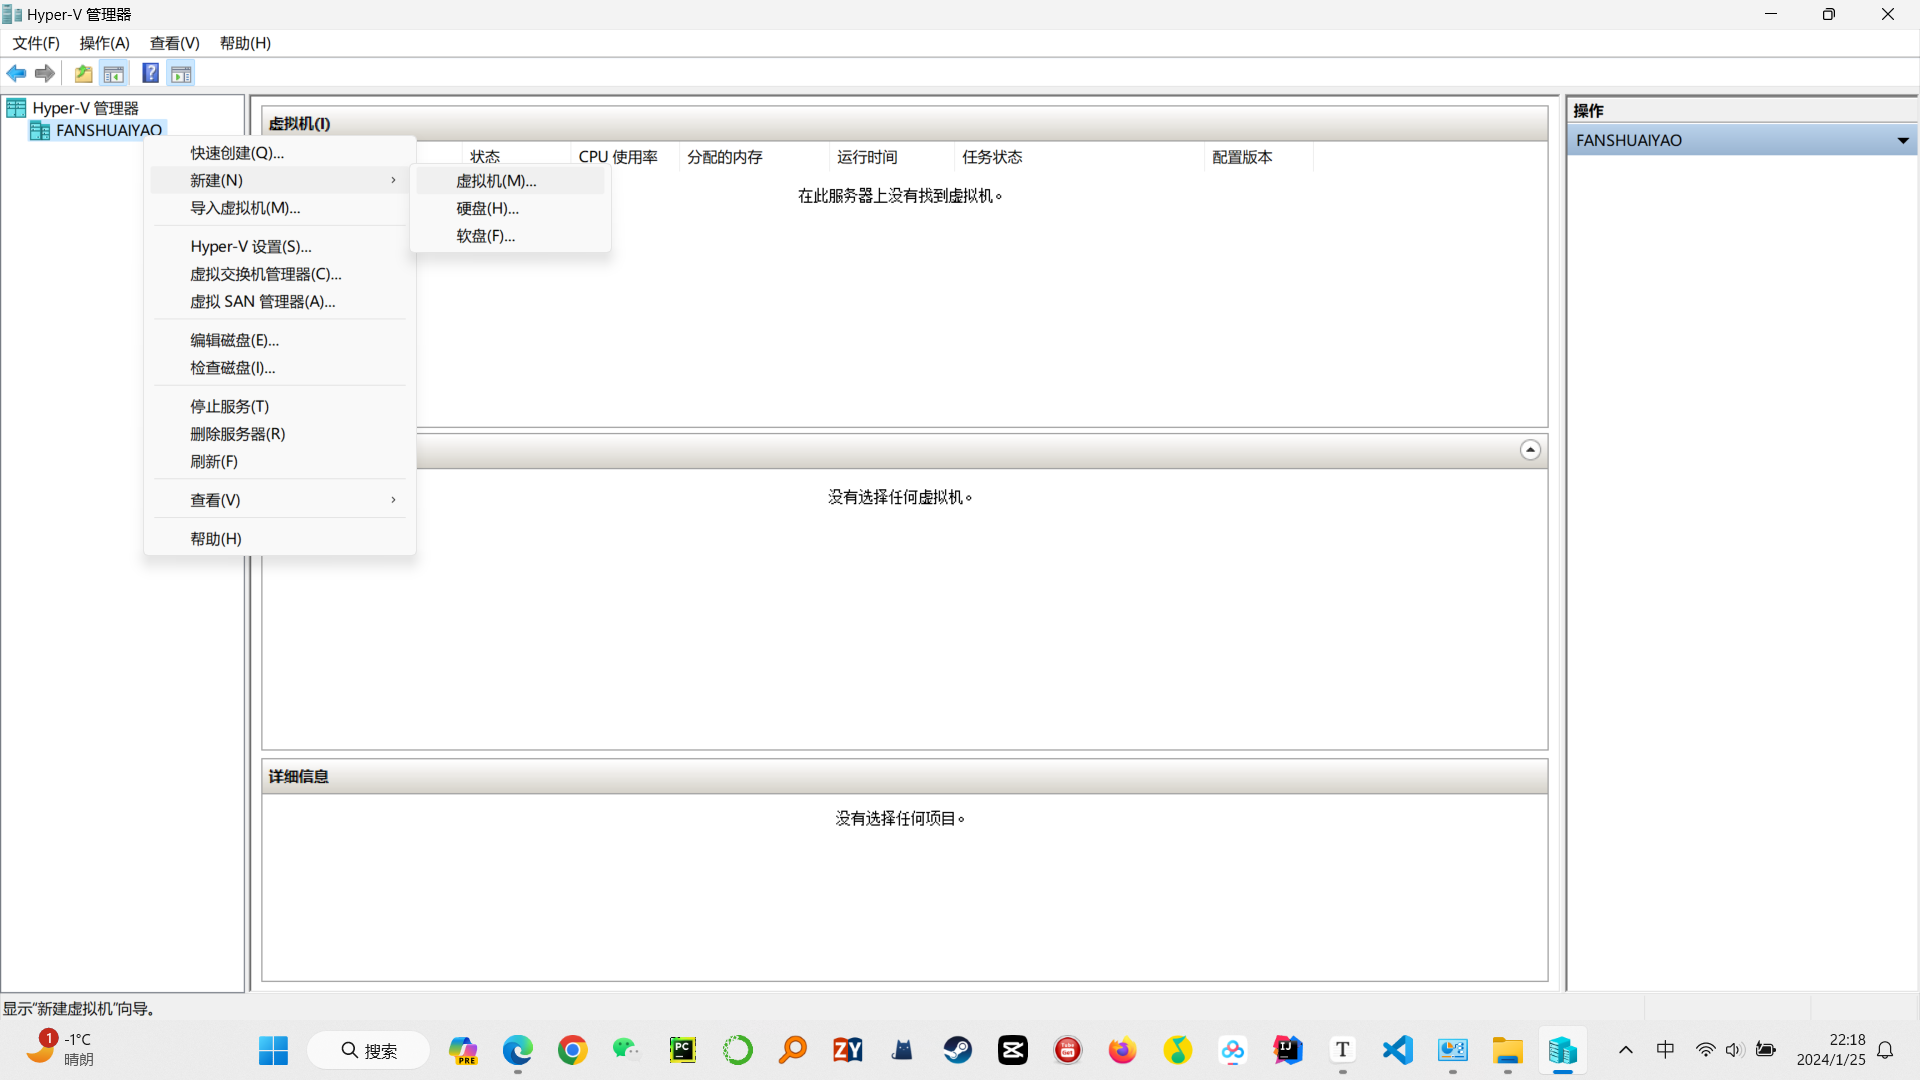 Hyper-V 管理器
文件(F) 操作(A) 查看(V) 帮助(H)
Hyper-V 管理器
FANSHUAIYAO
快速创建(Q)...
新建(N)
导入虚拟机(M)...
Hyper-V 设置(S)...
虚拟交换机管理器(C)...
虚拟 SAN 管理器(A)...
编辑磁盘(E)...
检查磁盘(I)...
停止服务(T)
删除服务器(R)
刷新(F)
查看(V)
帮助(H)
虚拟机(M)...
硬盘(H)...
软盘(F)...
虚拟机(I)
状态 CPU 使用率 分配的内存 运行时间 任务状态 配置版本
在此服务器上没有找到虚拟机。
没有选择任何虚拟机。
详细信息
没有选择任何项目。
操作
FANSHUAIYAO
显示“新建虚拟机”向导。
1
-1°C
晴朗
搜索
PRE
PC
ZY
Tube Get
IJ
T
中
22:18
2024/1/25